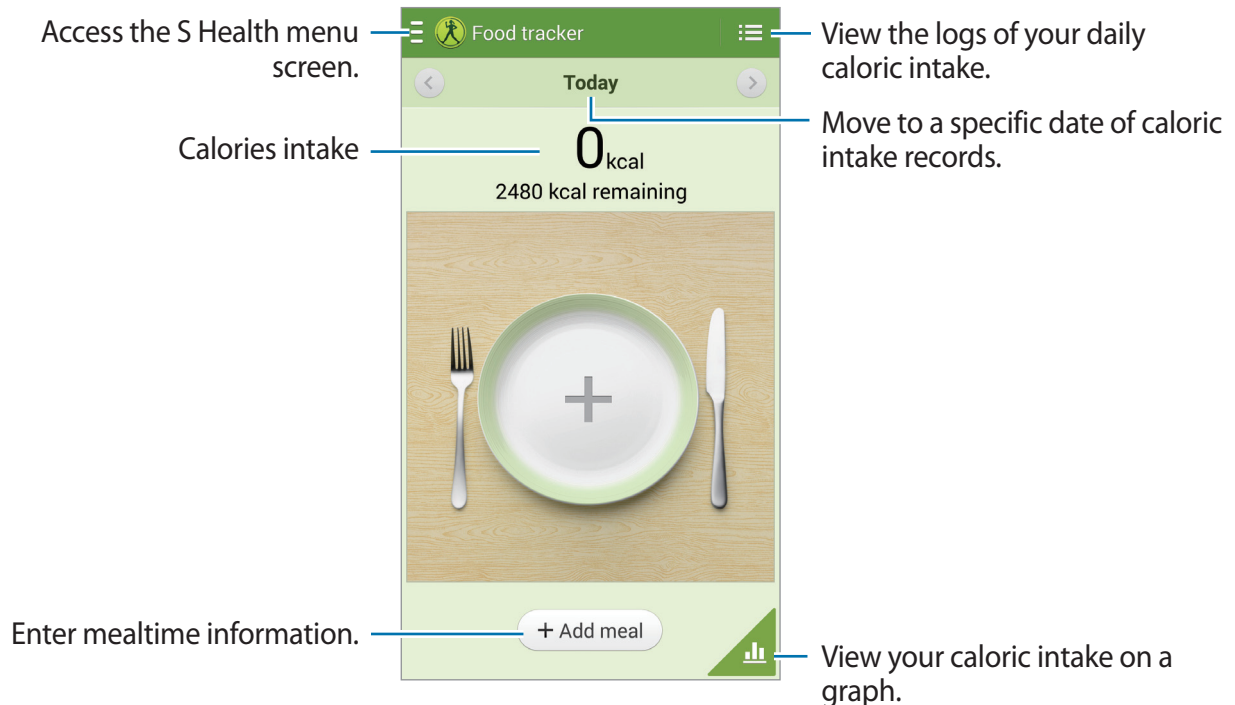 Access the S Health menu
screen.
Food tracker
View the logs of your daily
caloric intake.
Today
Move to a specific date of caloric
intake records.
Calories intake
0 kcal
2480 kcal remaining
Enter mealtime information.
+ Add meal
View your caloric intake on a
graph.